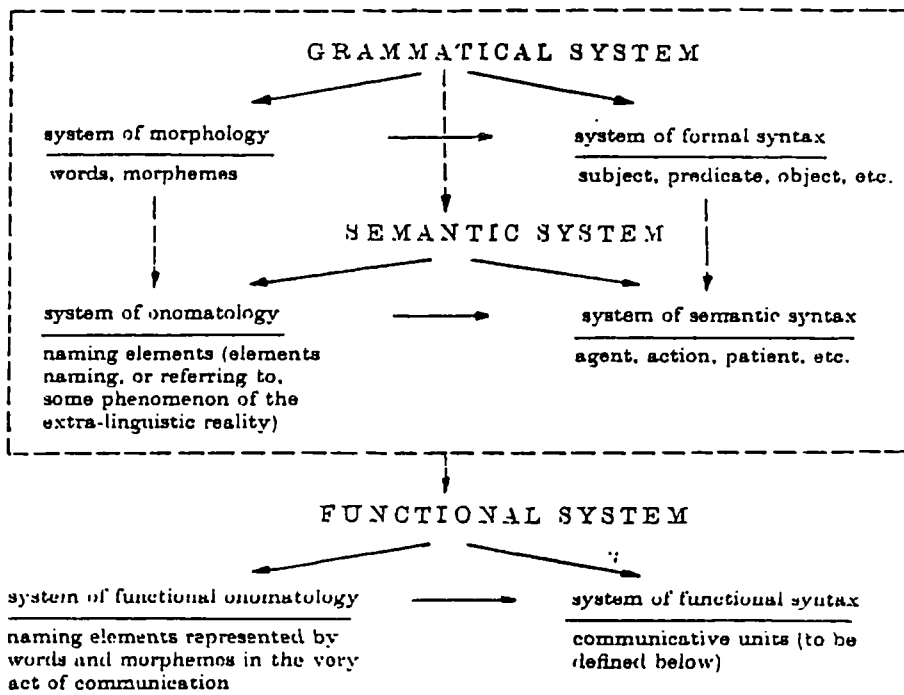 GRAMMATICAL SYSTEM
system of morphology
system of formal syntax
words, morphemes
subject, predicate, object, etc.
SEMANTIC SYSTEM
system of onomatology
system of semantic syntax
naming elements (elements
naming, or referring to,
some phenomenon of the
extra-linguistic reality)
agent, action, patient, etc.
FUNCTIONAL SYSTEM
system of functional onomatology
system of functional syntax
naming elements represented by
words and morphemes in the very
act of communication
communicative units (to be
defined below)